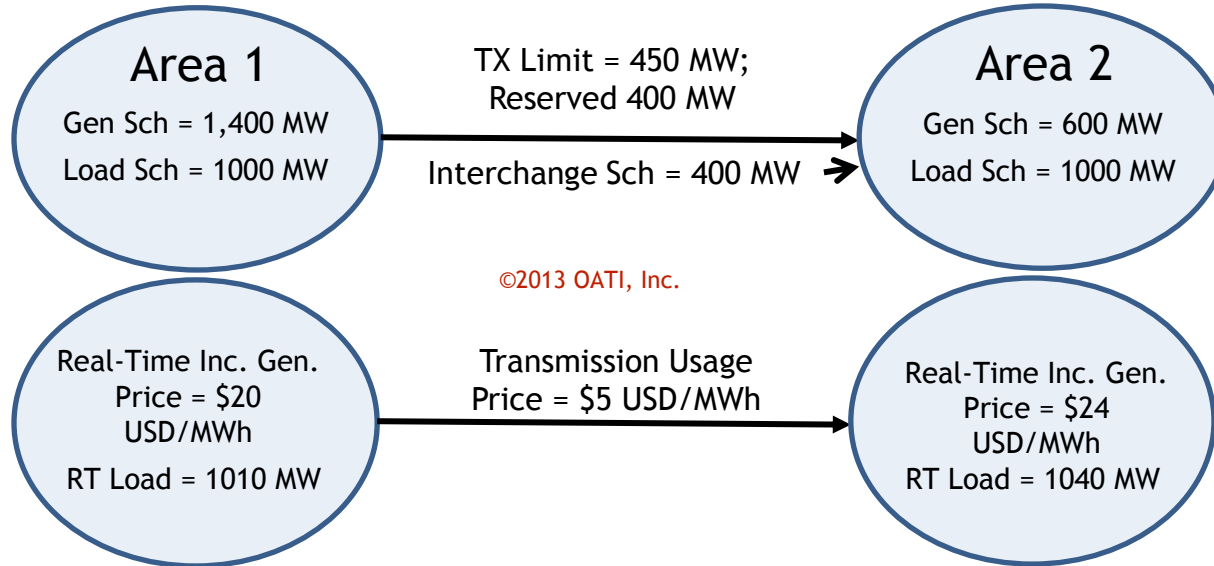 Area 1
Gen Sch = 1,400 MW
Load Sch = 1000 MW
TX Limit = 450 MW;
Reserved 400 MW
Interchange Sch = 400 MW
Area 2
Gen Sch = 600 MW
Load Sch = 1000 MW
©2013 OATI, Inc.
Real-Time Inc. Gen.
Price = $20
USD/MWh
RT Load = 1010 MW
Transmission Usage
Price = $5 USD/MWh
Real-Time Inc. Gen.
Price = $24
USD/MWh
RT Load = 1040 MW